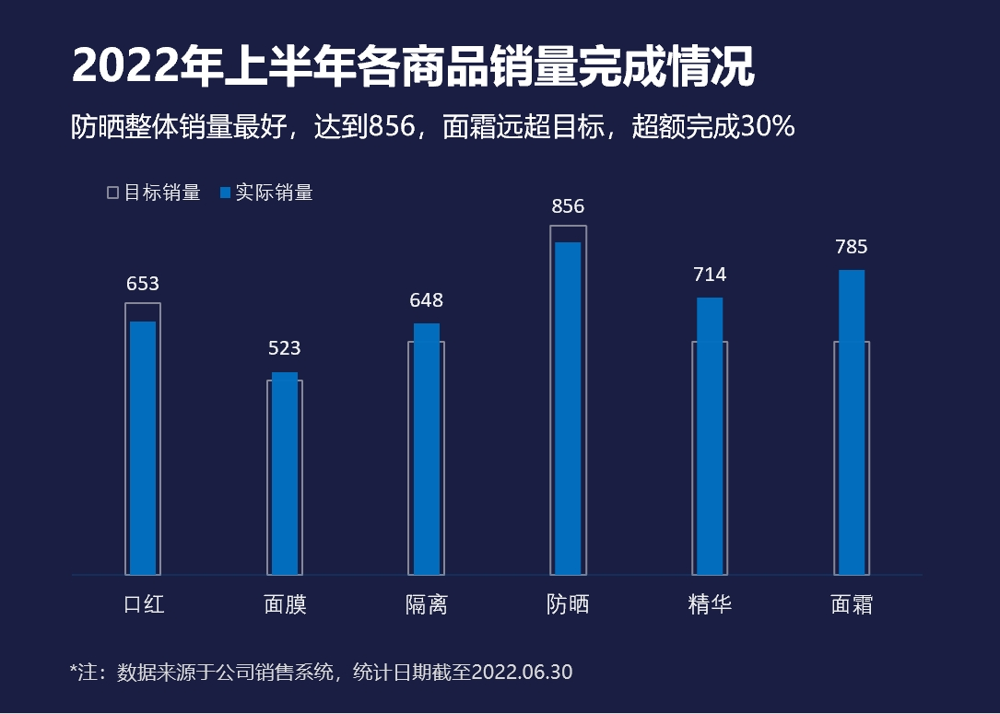 2022年上半年各商品销量完成情况
防晒整体销量最好，达到856，面霜远超目标，超额完成30%
目标销量 实际销量
856
785
714
653
648
523
口红 面膜 隔离 防晒 精华 面霜
*注：数据来源于公司销售系统，统计日期截至2022.06.30